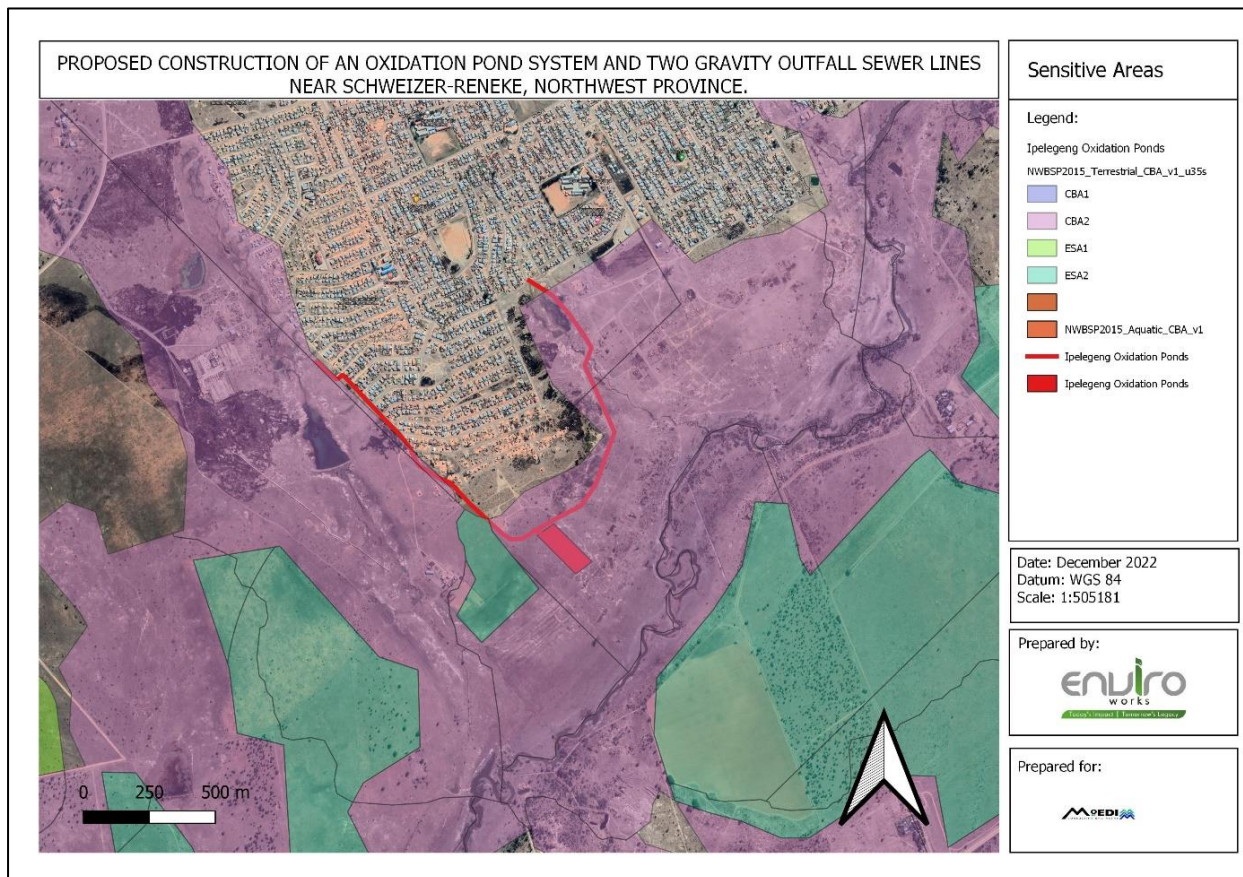 PROPOSED CONSTRUCTION OF AN OXIDATION POND SYSTEM AND TWO GRAVITY OUTFALL SEWER LINES
NEAR SCHWEIZER-RENEKE, NORTHWEST PROVINCE.
Sensitive Areas
Legend:
Ipelegeng Oxidation Ponds
NWBSP2015_Terrestrial_CBA_v1_u35s
CBA1
CBA2
ESA1
ESA2
NWBSP2015_Aquatic_CBA_v1
Ipelegeng Oxidation Ponds
Ipelegeng Oxidation Ponds
Date: December 2022
Datum: WGS 84
Scale: 1:505181
Prepared by:
enviro
works
Today's Impact | Tomorrow's Legacy
Prepared for:
MOEDI
0 250 500 m